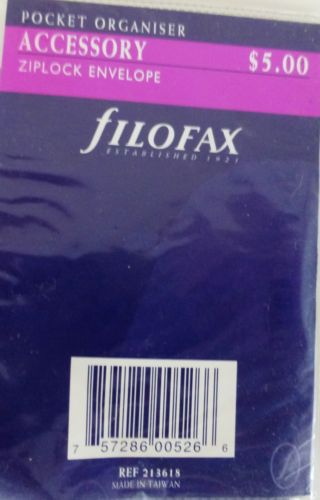 POCKET ORGANISER
ACCESSORY $5.00
ZIPLOCK ENVELOPE
fILOFAX
ESTABLISHED 1921
7 57286 00526 6
REF 213618
MADE IN TAIWAN